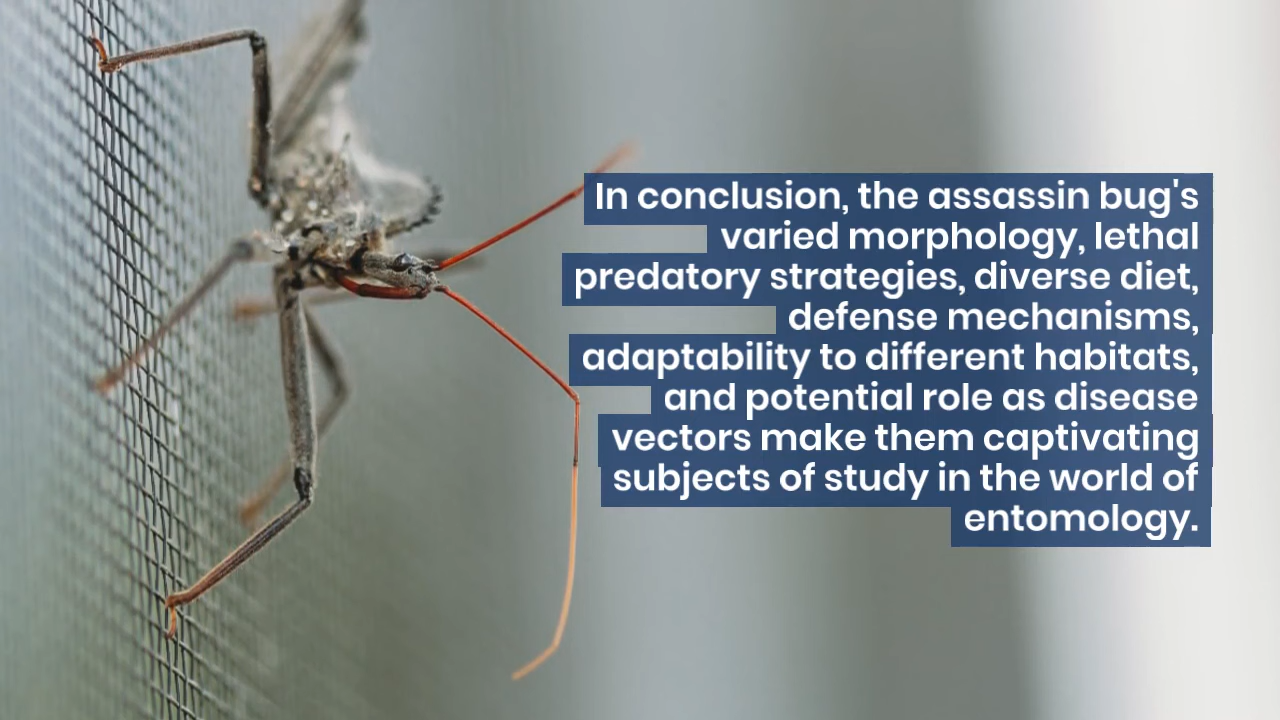 In conclusion, the assassin bug's
varied morphology, lethal
predatory strategies, diverse diet,
defense mechanisms,
adaptability to different habitats,
and potential role as disease
vectors make them captivating
subjects of study in the world of
entomology.